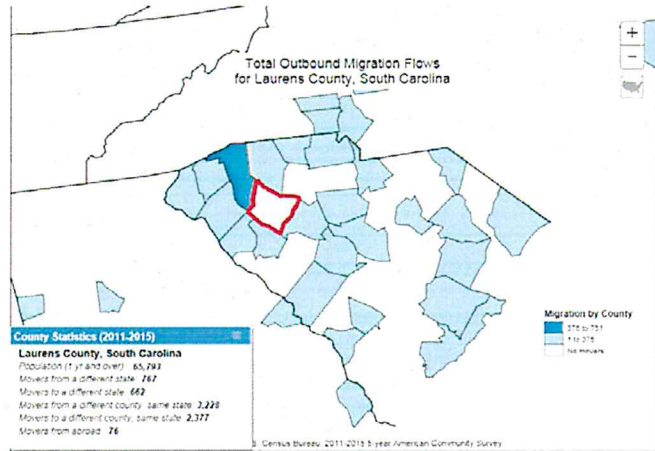 Total Outbound Migration Flows
for Laurens County, South Carolina
+
−
Migration by County
376 to 751
1 to 375
No movers
County Statistics (2011-2015)
Laurens County, South Carolina
Population (1 yr and over) 65,793
Movers from a different state: 767
Movers to a different state: 662
Movers from a different county, same state: 3,228
Movers to a different county, same state: 2,377
Movers from abroad: 76
S. Census Bureau, 2011-2015 5-year American Community Survey